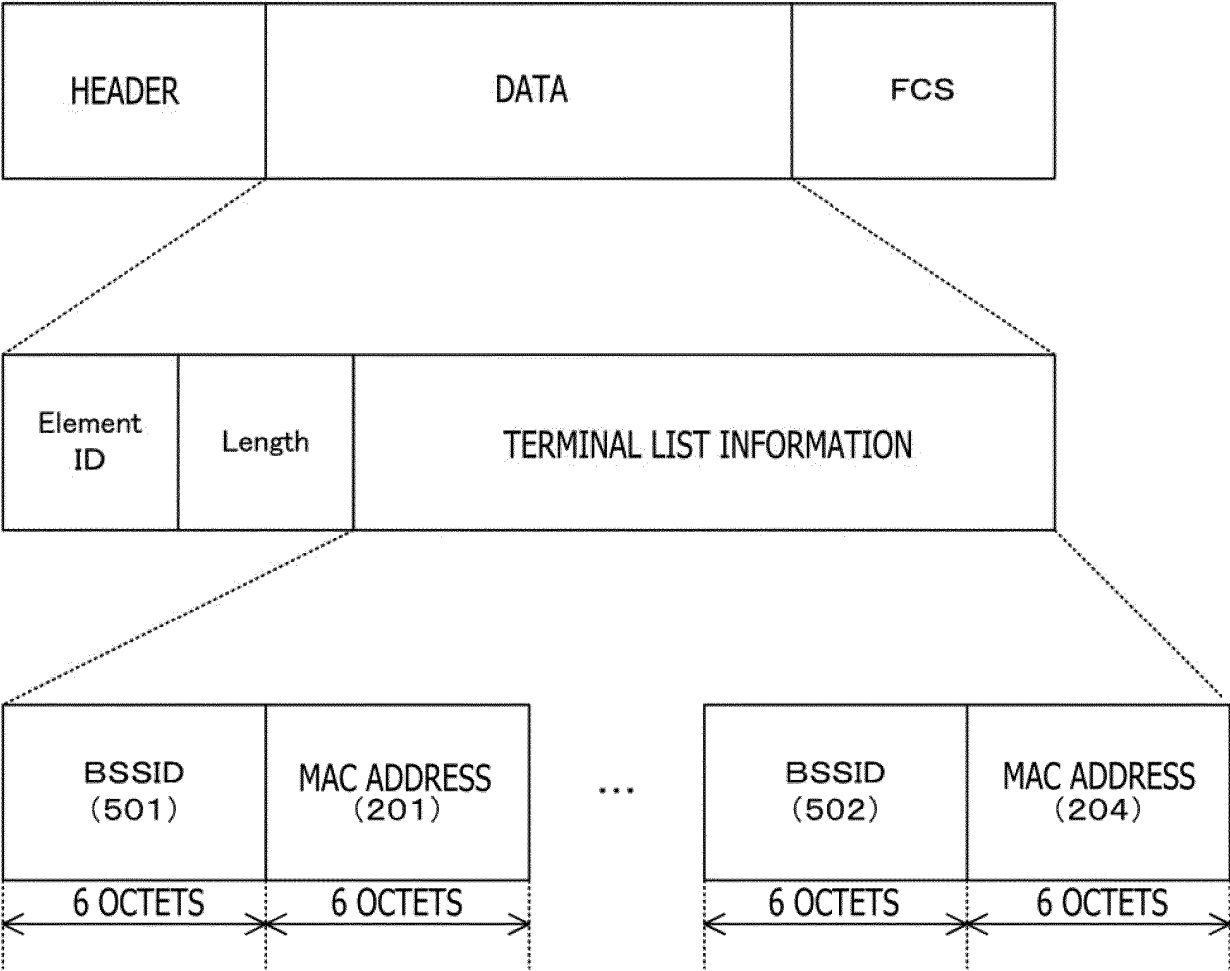 HEADER
DATA
FCS
Element
ID
Length
TERMINAL LIST INFORMATION
BSSID
(501)
MAC ADDRESS
(201)
...
BSSID
(502)
MAC ADDRESS
(204)
6 OCTETS
6 OCTETS
6 OCTETS
6 OCTETS